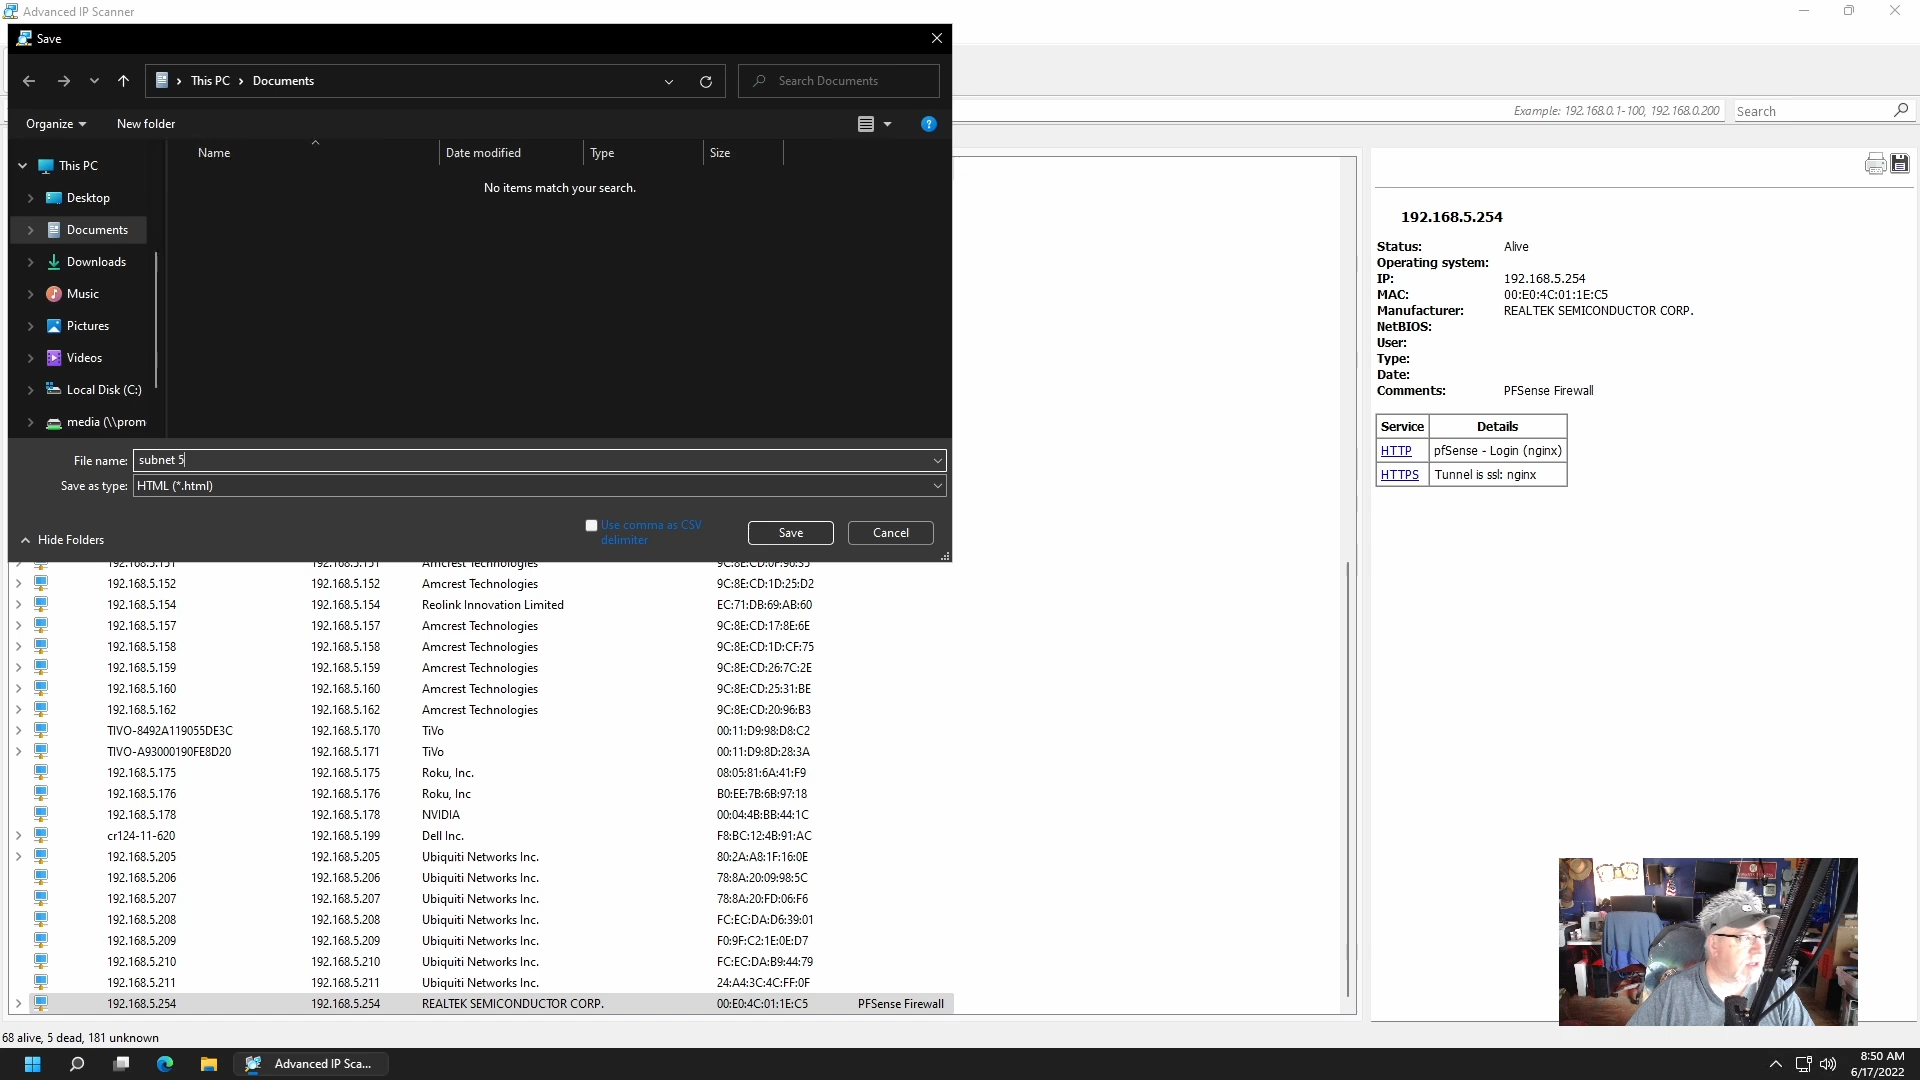 Advanced IP Scanner
Save
This PC
Documents
Search Documents
Organize
New folder
Example: 192.168.0.1-100, 192.168.0.200
Search
Name
Date modified
Type
Size
No items match your search.
This PC
Desktop
Documents
Downloads
Music
Pictures
Videos
Local Disk (C:)
media (\\prom
File name: subnet 5
Save as type: HTML (*.html)
Use comma as CSV
delimiter
Save
Cancel
Hide Folders
192.168.5.254
Status: Alive
Operating system:
IP: 192.168.5.254
MAC: 00:E0:4C:01:1E:C5
Manufacturer: REALTEK SEMICONDUCTOR CORP.
NetBIOS:
User:
Type:
Date:
Comments: PFSense Firewall
Service Details
HTTP pfSense - Login (nginx)
HTTPS Tunnel is ssl: nginx
192.168.5.151 192.168.5.151 Amcrest Technologies
192.168.5.152 192.168.5.152 Amcrest Technologies 9C:8E:CD:1D:25:D2
192.168.5.154 192.168.5.154 Reolink Innovation Limited EC:71:DB:69:AB:60
192.168.5.157 192.168.5.157 Amcrest Technologies 9C:8E:CD:17:8E:6E
192.168.5.158 192.168.5.158 Amcrest Technologies 9C:8E:CD:1D:CF:75
192.168.5.159 192.168.5.159 Amcrest Technologies 9C:8E:CD:26:7C:2E
192.168.5.160 192.168.5.160 Amcrest Technologies 9C:8E:CD:25:31:BE
192.168.5.162 192.168.5.162 Amcrest Technologies 9C:8E:CD:20:96:B3
TIVO-8492A119055DE3C 192.168.5.170 TiVo 00:11:D9:98:D8:C2
TIVO-A93000190FE8D20 192.168.5.171 TiVo 00:11:D9:8D:28:3A
192.168.5.175 192.168.5.175 Roku, Inc. 08:05:81:6A:41:F9
192.168.5.176 192.168.5.176 Roku, Inc B0:EE:7B:6B:97:18
192.168.5.178 192.168.5.178 NVIDIA 00:04:4B:BB:44:1C
cr124-11-620 192.168.5.199 Dell Inc. F8:BC:12:4B:91:AC
192.168.5.205 192.168.5.205 Ubiquiti Networks Inc. 80:2A:A8:1F:16:0E
192.168.5.206 192.168.5.206 Ubiquiti Networks Inc. 78:8A:20:09:98:5C
192.168.5.207 192.168.5.207 Ubiquiti Networks Inc. 78:8A:20:FD:06:F6
192.168.5.208 192.168.5.208 Ubiquiti Networks Inc. FC:EC:DA:D6:39:01
192.168.5.209 192.168.5.209 Ubiquiti Networks Inc. F0:9F:C2:1E:0E:D7
192.168.5.210 192.168.5.210 Ubiquiti Networks Inc. FC:EC:DA:B9:44:79
192.168.5.211 192.168.5.211 Ubiquiti Networks Inc. 24:A4:3C:4C:FF:0F
192.168.5.254 192.168.5.254 REALTEK SEMICONDUCTOR CORP. 00:E0:4C:01:1E:C5 PFSense Firewall
68 alive, 5 dead, 181 unknown
Advanced IP Sca...
8:50 AM
6/17/2022